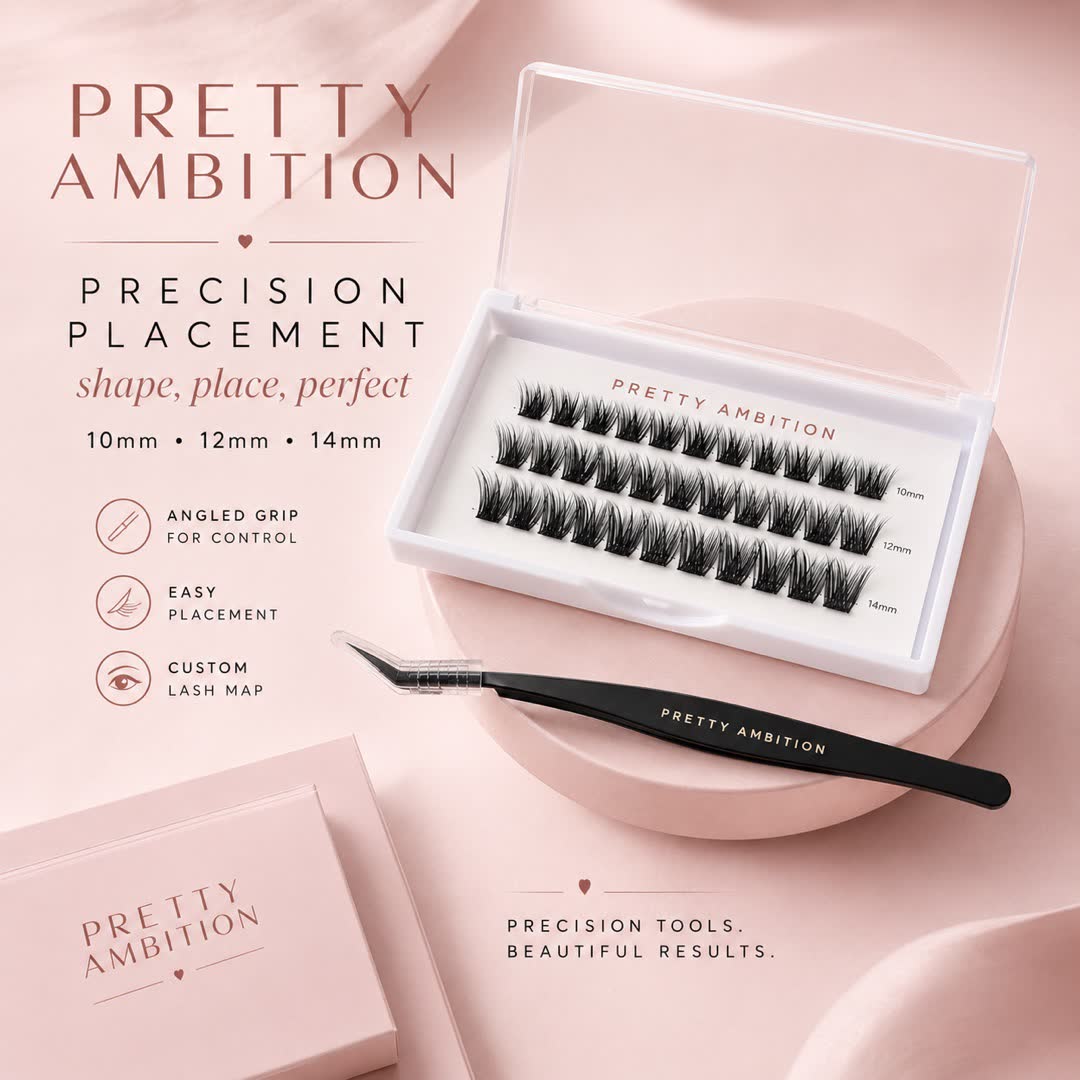 PRETTY
AMBITION
PRECISION
PLACEMENT
shape, place, perfect
10mm • 12mm • 14mm
ANGLED GRIP
FOR CONTROL
EASY
PLACEMENT
CUSTOM
LASH MAP
PRETTY AMBITION
10mm
12mm
14mm
PRETTY AMBITION
PRETTY
AMBITION
PRECISION TOOLS.
BEAUTIFUL RESULTS.